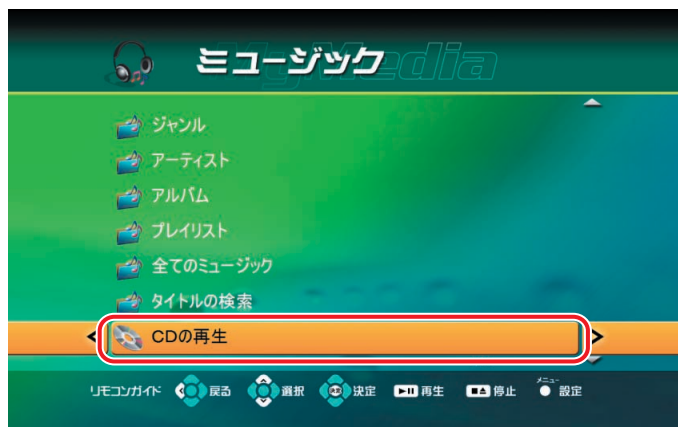 ミュージック
MyMedia
ジャンル
アーティスト
アルバム
プレイリスト
全てのミュージック
タイトルの検索
CDの再生
リモコンガイド 戻る 選択 決定 再生 停止 メニュー 設定